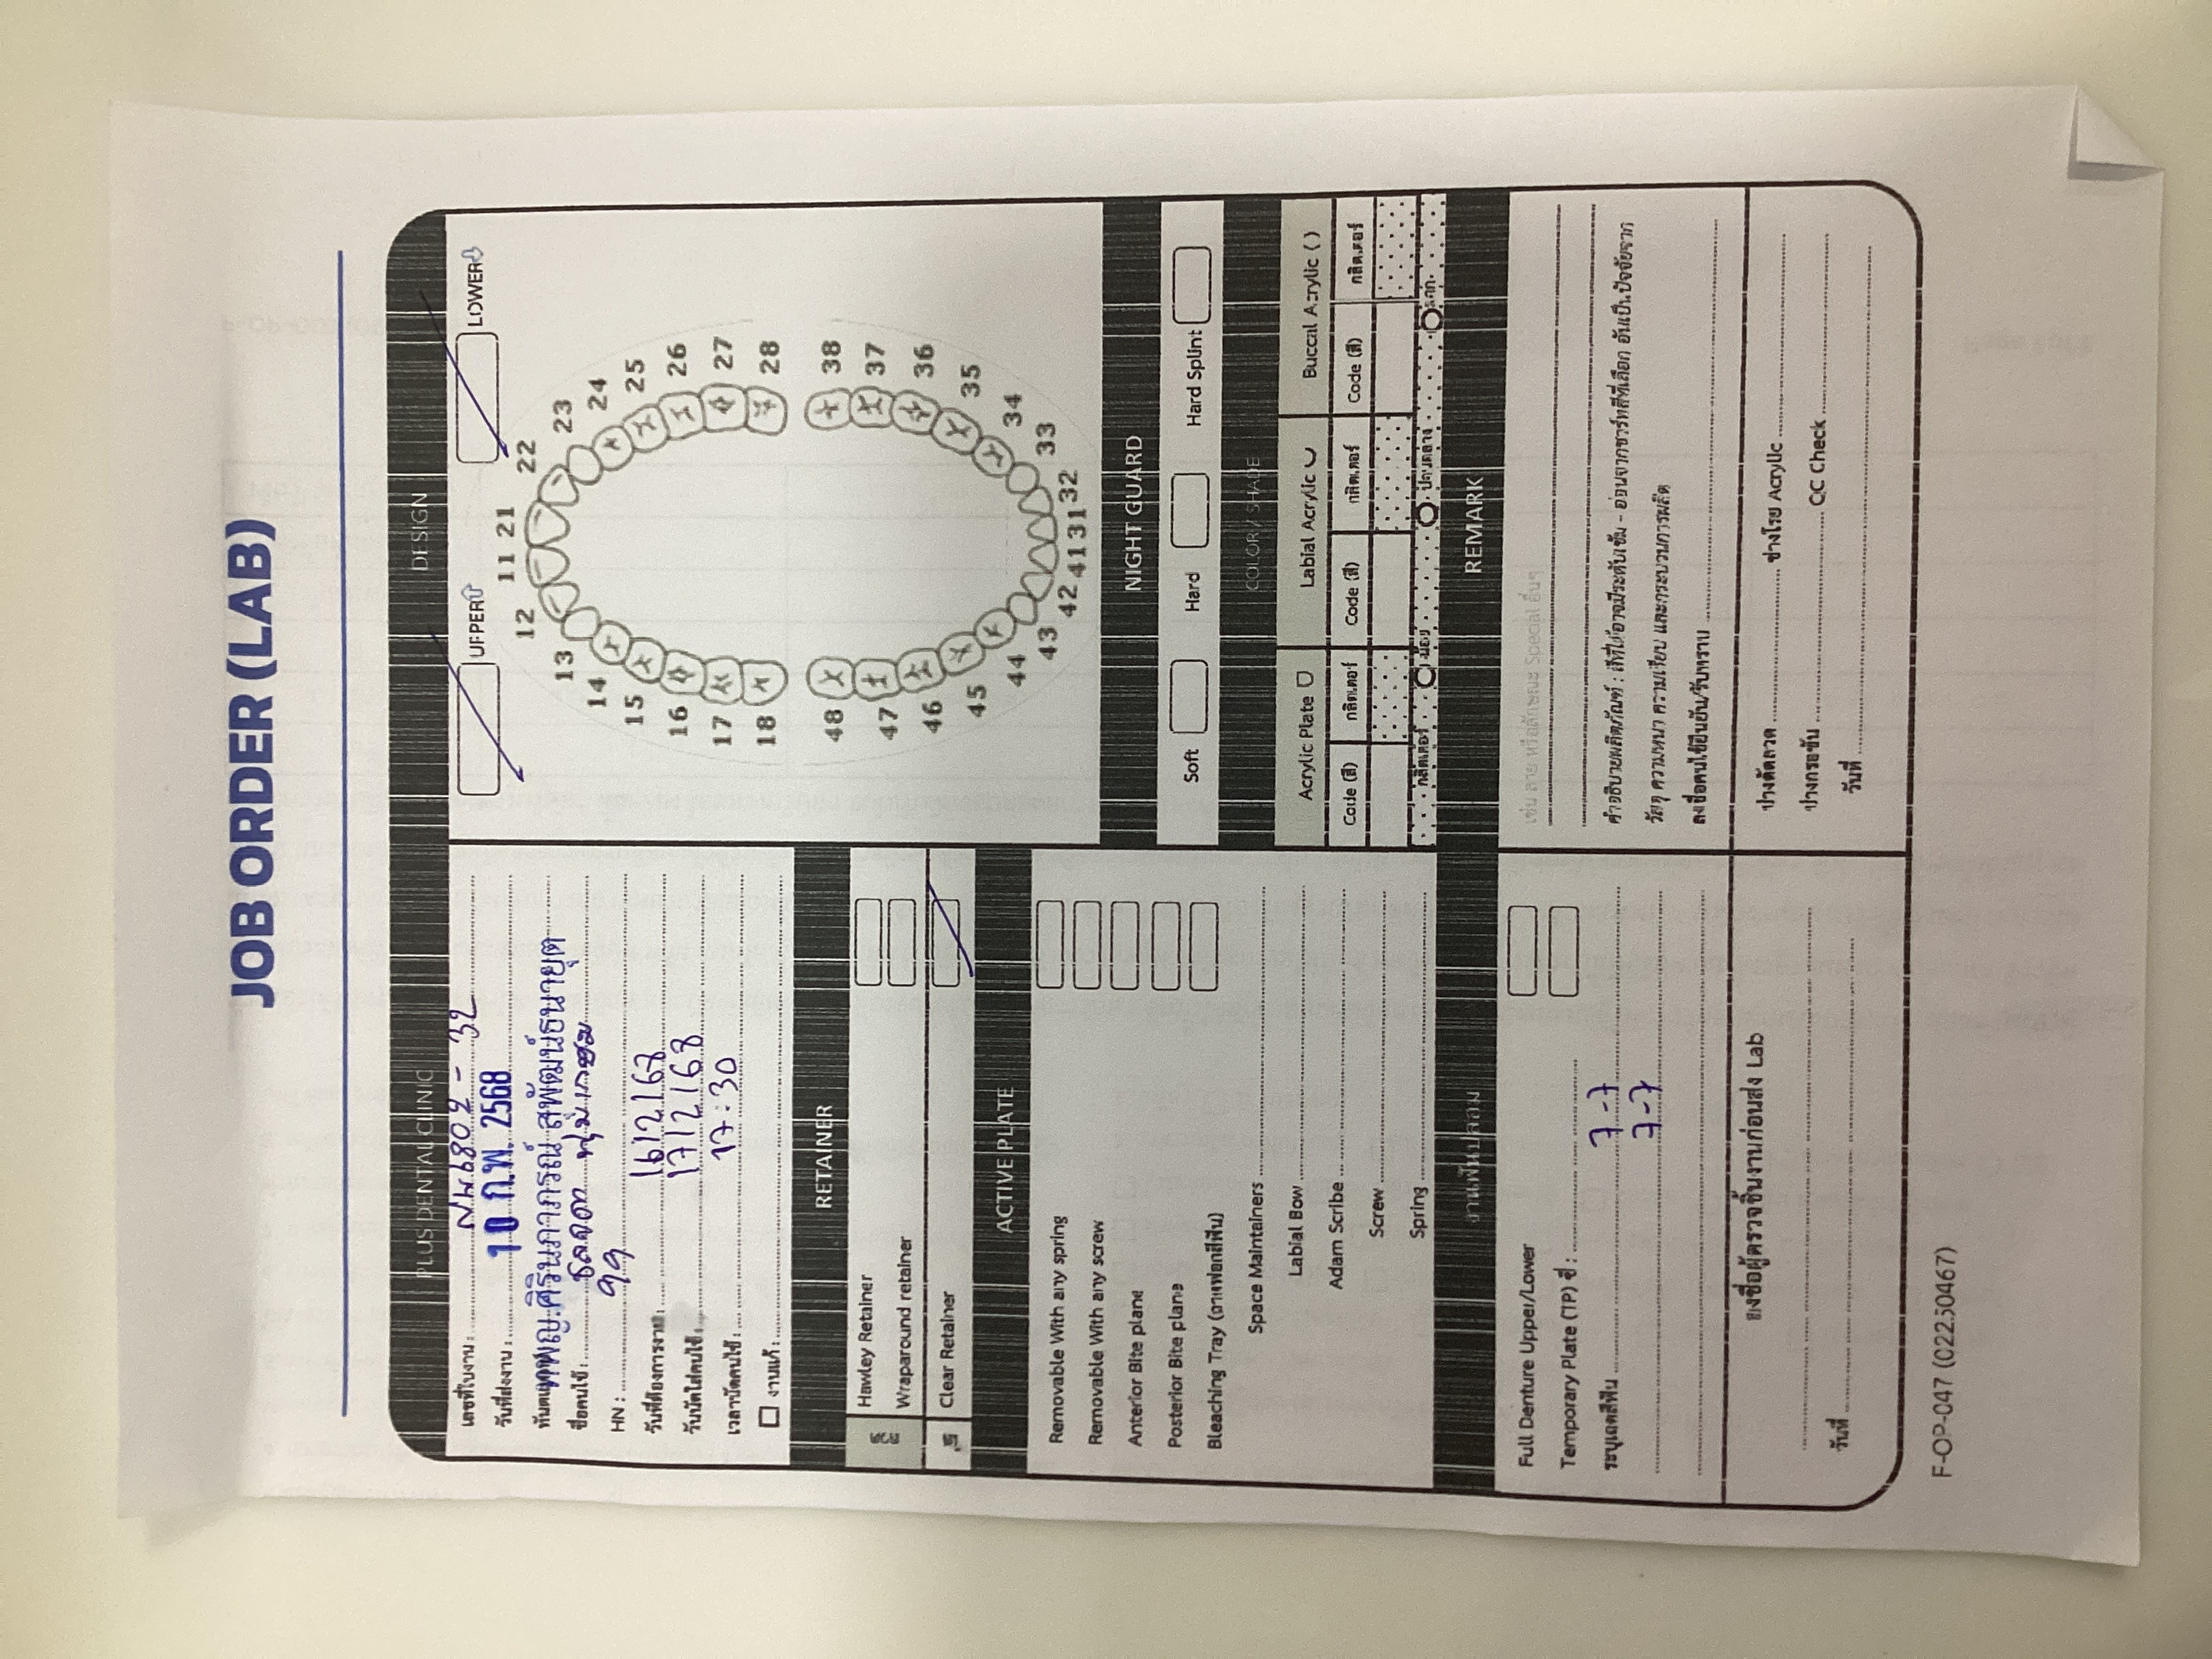 JOB ORDER (LAB)
PLUS DENTAL CLINIC
เลขที่ใบงาน : 6802 - 32
วันที่ส่งงาน : 10 ก.พ. 2568
ทพญ.ศิรินภาภรณ์ สุพัฒน์ธนายุต
ชื่อคนไข้ :
HN : 99
วันที่ต้องการงาน : 16/2/68
วันนัดใส่คนไข้ : 17/2/68
เวลานัดคนไข้ : 17:30
งานแก้ :
DESIGN
UPPER
LOWER
11 21
12 22
13 23
14 24
15 25
16 26
17 27
18 28
48 38
47 37
46 36
45 35
44 34
43 33
42 41 31 32
RETAINER
ลวด
Hawley Retainer
Wraparound retainer
ใส
Clear Retainer
ACTIVE PLATE
Removable With any spring
Removable With any screw
Anterior Bite plane
Posterior Bite plane
Bleaching Tray (ถาดฟอกสีฟัน)
Space Maintainers
Labial Bow
Adam Scribe
Screw
Spring
NIGHT GUARD
Soft Hard Hard Splint
COLOR / SHADE
Acrylic Plate Labial Acrylic Buccal Acrylic ( )
Code (สี) กลิตเตอร์ Code (สี) กลิตเตอร์ Code (สี) กลิตเตอร์
กลิตเตอร์ น้อย ปานกลาง มาก
งานฟันปลอม
Full Denture Upper/Lower
Temporary Plate (TP) ซี่ :
ระบุเฉดสีฟัน 7-7
7-7
REMARK
เช่น ลาย หรือลักษณะ Special อื่นๆ
คำอธิบายผลิตภัณฑ์ : สีที่ได้อาจมีระดับเข้ม - อ่อนจากชาร์ทสีที่เลือก อันเป็นปัจจัยจาก
วัสดุ ความหนา ความเรียบ และกระบวนการผลิต
ลงชื่อคนไข้ยืนยัน/รับทราบ
ลงชื่อผู้ตรวจชิ้นงานก่อนส่ง Lab
วันที่
ช่างดัดลวด ช่างโรย Acrylic
ช่างกรอขัน QC Check
วันที่
F-OP-047 (02250467)